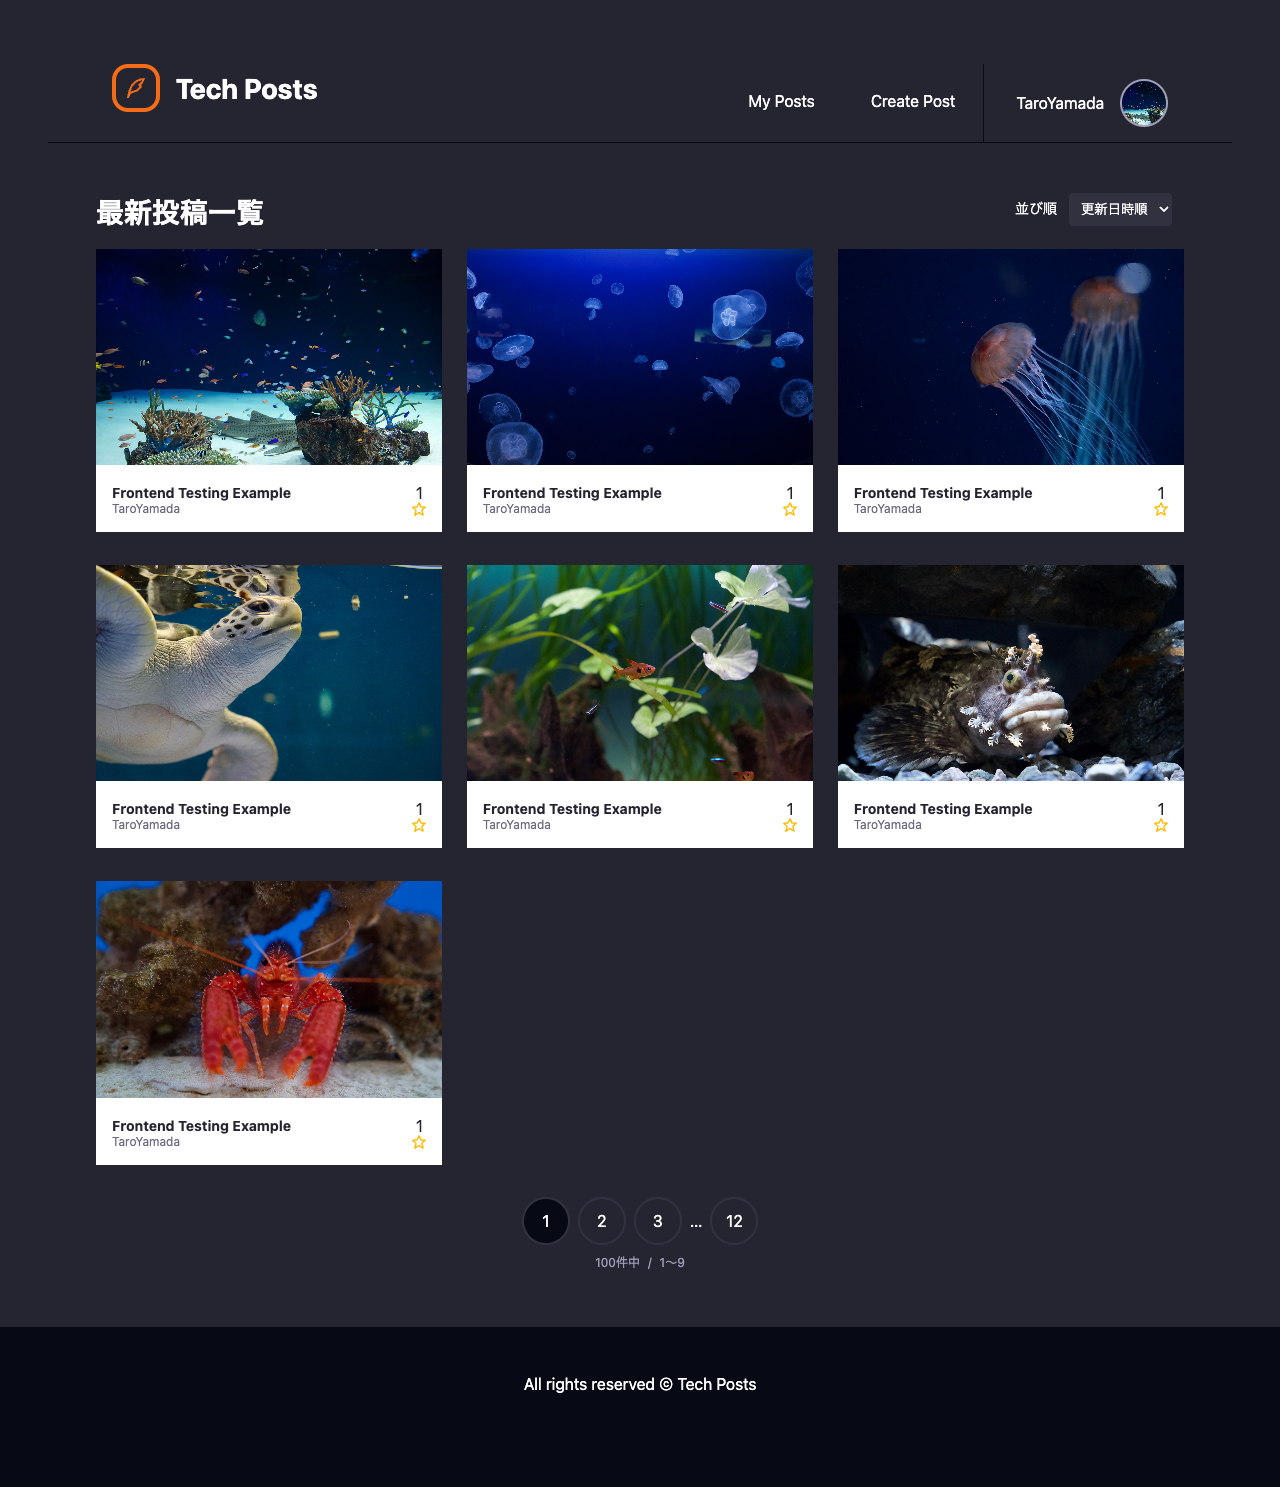 Tech Posts
My Posts
Create Post
TaroYamada
最新投稿一覧
並び順
更新日時順
Frontend Testing Example
1
TaroYamada
Frontend Testing Example
1
TaroYamada
Frontend Testing Example
1
TaroYamada
Frontend Testing Example
1
TaroYamada
Frontend Testing Example
1
TaroYamada
Frontend Testing Example
1
TaroYamada
Frontend Testing Example
1
TaroYamada
1 2 3 ... 12
100件中 / 1〜9
All rights reserved © Tech Posts